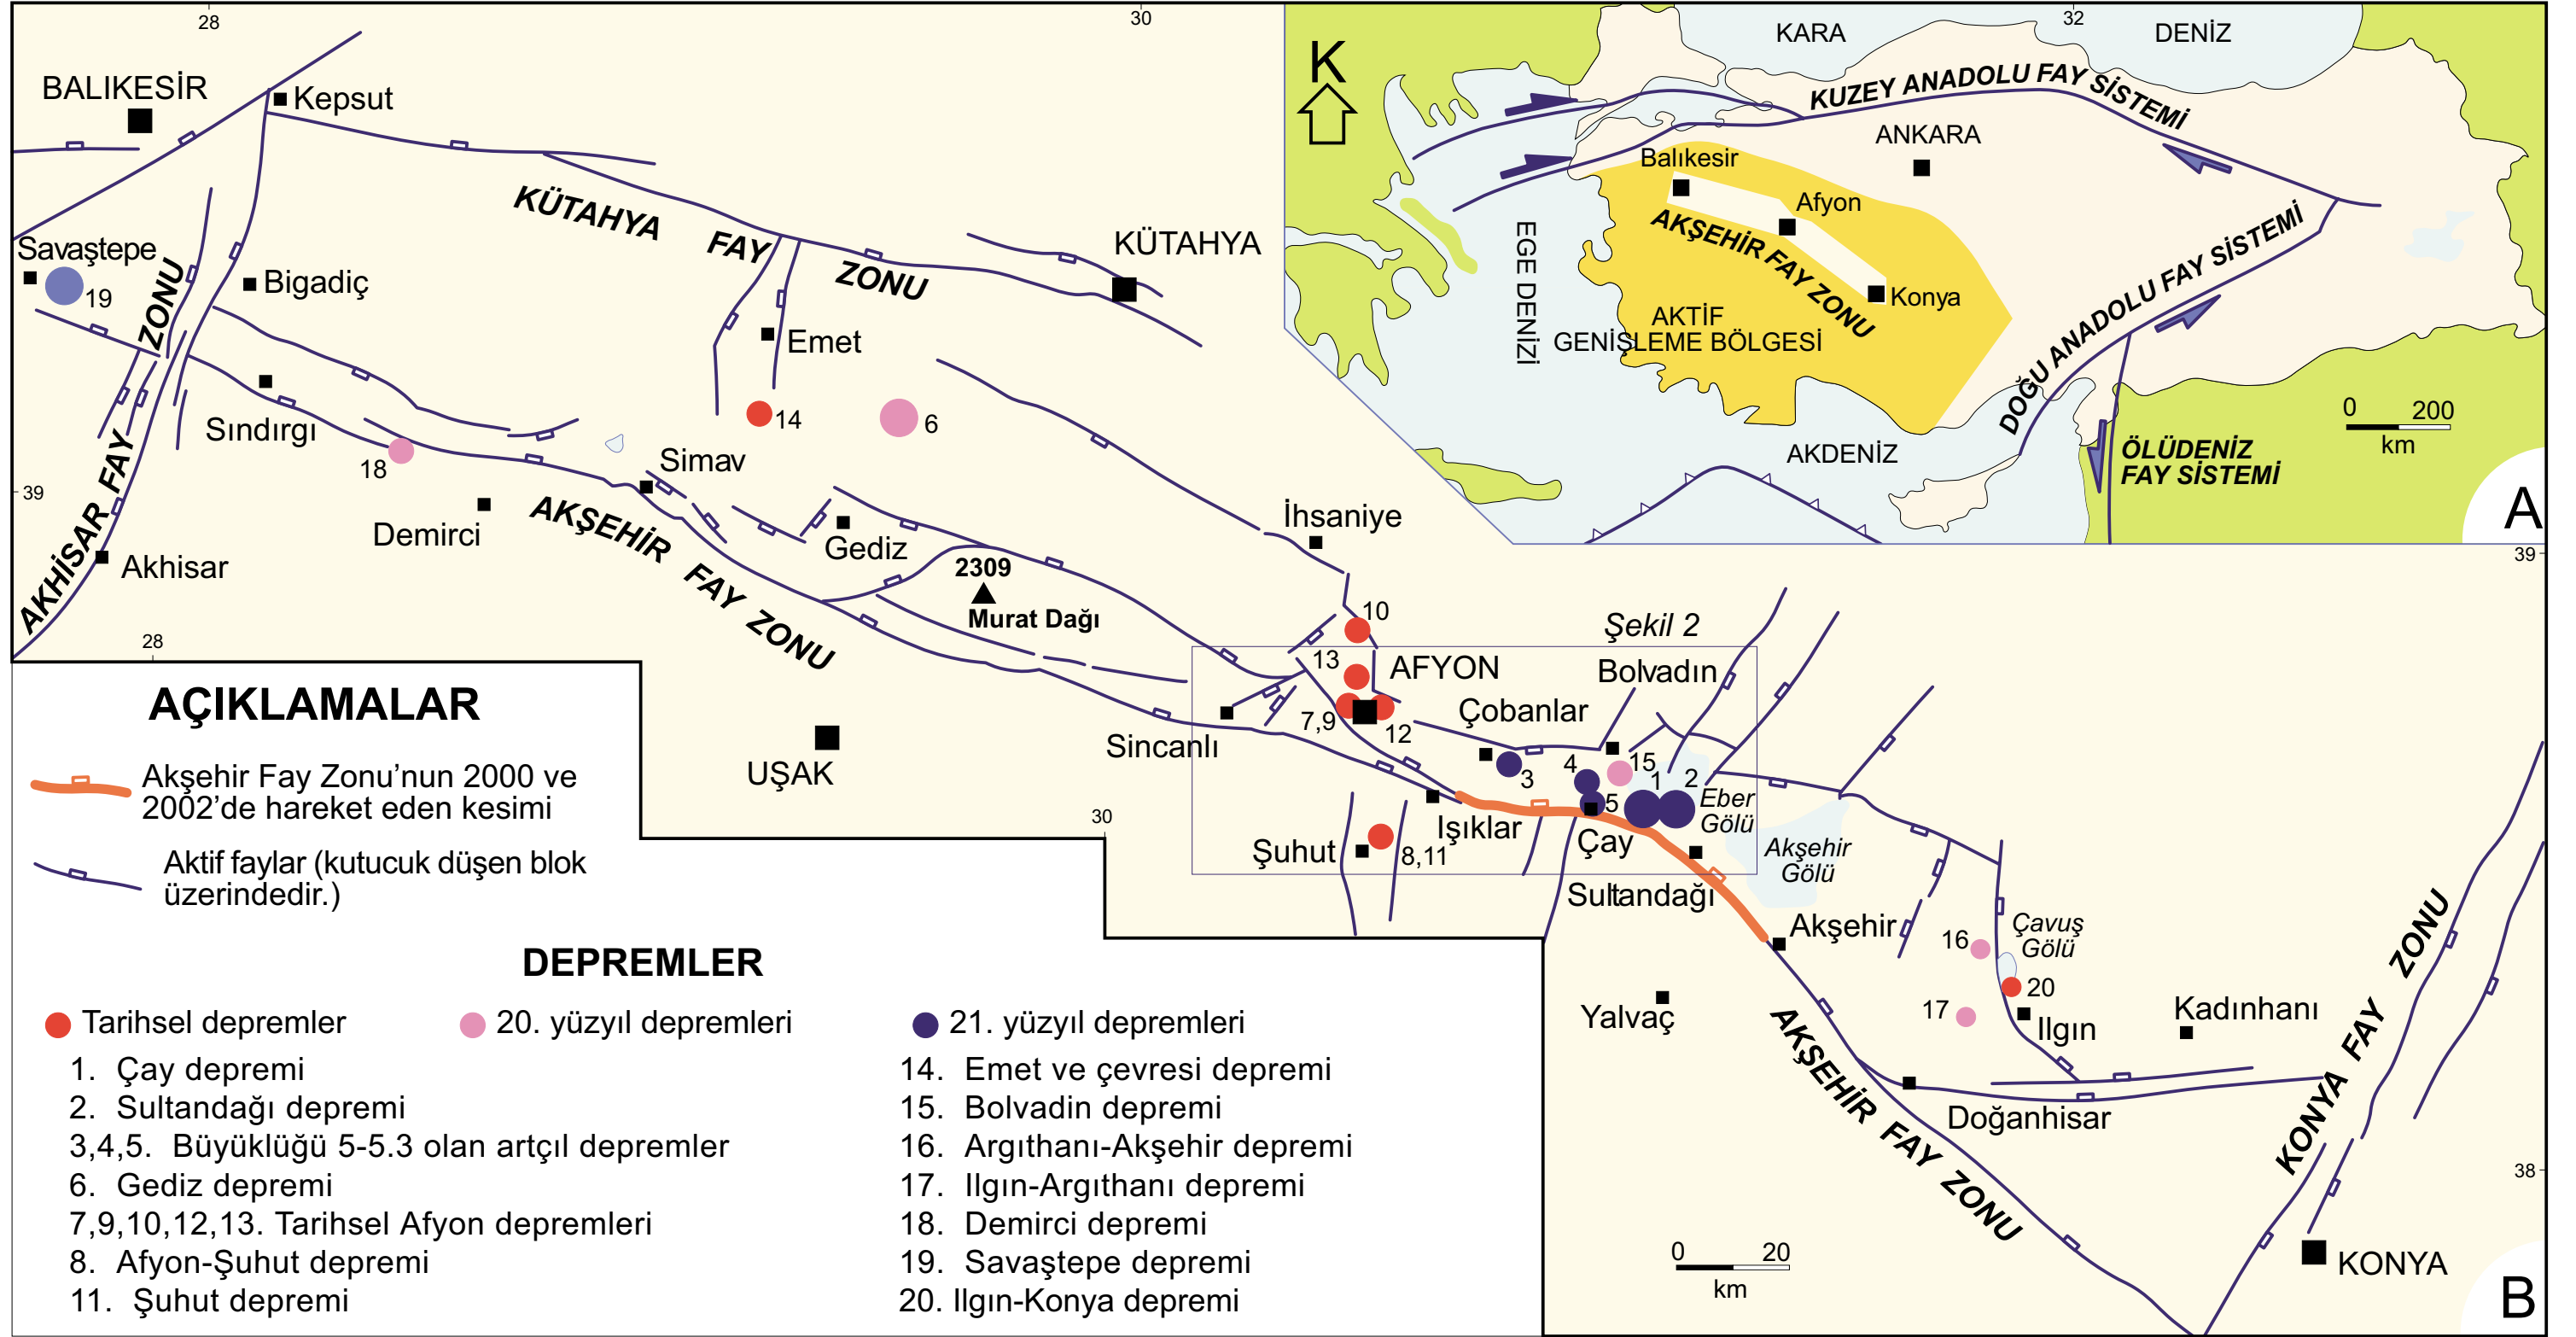 28
30
32
BALIKESİR
Kepsut
KÜTAHYA FAY ZONU
KÜTAHYA
Savaştepe
19
ZONU
Bigadiç
Emet
14
6
Sındırgı
18
Simav
39
Demirci
AKHİSAR FAY
Akhisar
AKŞEHİR FAY ZONU
Gediz
2309
Murat Dağı
İhsaniye
28
UŞAK
30
10
13
AFYON
7,9
12
Sincanlı
Şekil 2
Bolvadın
Çobanlar
3
4
15
1
2
5
Eber
Gölü
Işıklar
Çay
Şuhut
8,11
Sultandağı
Akşehir
Gölü
Akşehir
16
Çavuş
Gölü
20
17
Ilgın
Kadınhanı
Yalvaç
AKŞEHİR FAY ZONU
Doğanhisar
KONYA FAY ZONU
39
38
KONYA
0 20
km
B
K
KARA DENİZ
KUZEY ANADOLU FAY SİSTEMİ
ANKARA
Balıkesir
Afyon
AKŞEHİR FAY ZONU
Konya
EGE DENİZİ
AKTİF
GENİŞLEME BÖLGESİ
DOĞU ANADOLU FAY SİSTEMİ
AKDENİZ
ÖLÜDENİZ
FAY SİSTEMİ
0 200
km
A
AÇIKLAMALAR
Akşehir Fay Zonu'nun 2000 ve
2002'de hareket eden kesimi
Aktif faylar (kutucuk düşen blok
üzerindedir.)
DEPREMLER
Tarihsel depremler
20. yüzyıl depremleri
21. yüzyıl depremleri
1. Çay depremi
2. Sultandağı depremi
3,4,5. Büyüklüğü 5-5.3 olan artçıl depremler
6. Gediz depremi
7,9,10,12,13. Tarihsel Afyon depremleri
8. Afyon-Şuhut depremi
11. Şuhut depremi
14. Emet ve çevresi depremi
15. Bolvadin depremi
16. Argıthanı-Akşehir depremi
17. Ilgın-Argıthanı depremi
18. Demirci depremi
19. Savaştepe depremi
20. Ilgın-Konya depremi